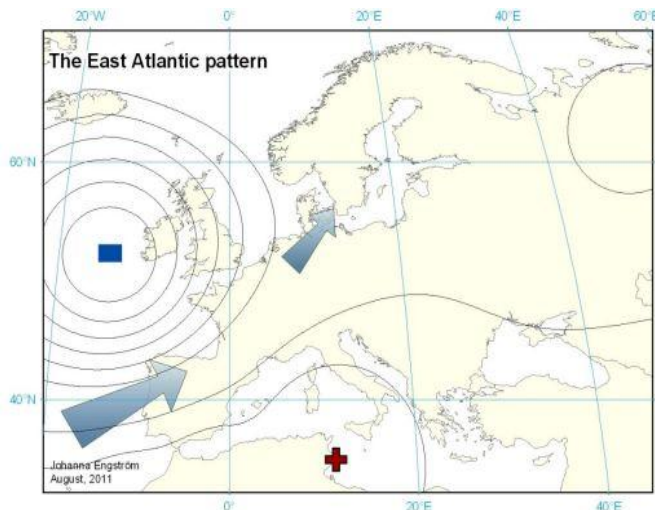 20°W 0° 20°E 40°E 60°E
The East Atlantic pattern
60°N
40°N
Johanna Engström
August, 2011
0° 20°E 40°E